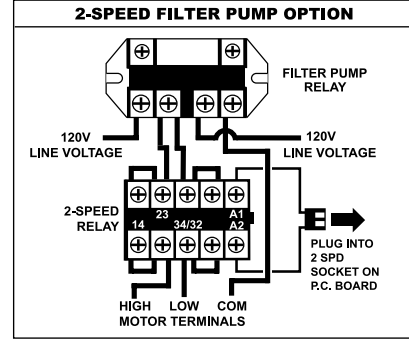 2-SPEED FILTER PUMP OPTION
FILTER PUMP
RELAY
120V
LINE VOLTAGE
120V
LINE VOLTAGE
2-SPEED
RELAY
23
14
34/32
A1
A2
PLUG INTO
2 SPD
SOCKET ON
P.C. BOARD
HIGH LOW COM
MOTOR TERMINALS